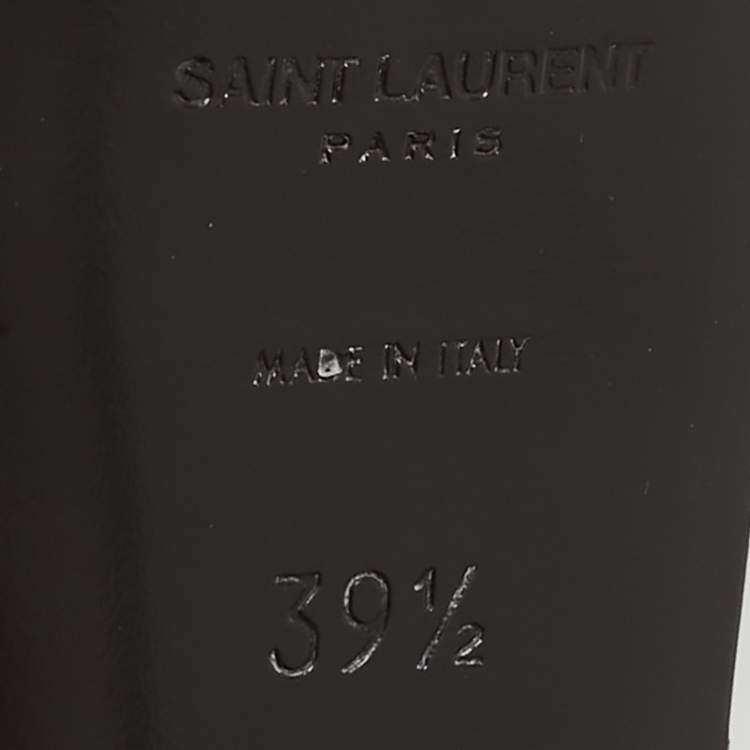 SAINT LAURENT
PARIS
MADE IN ITALY
39½